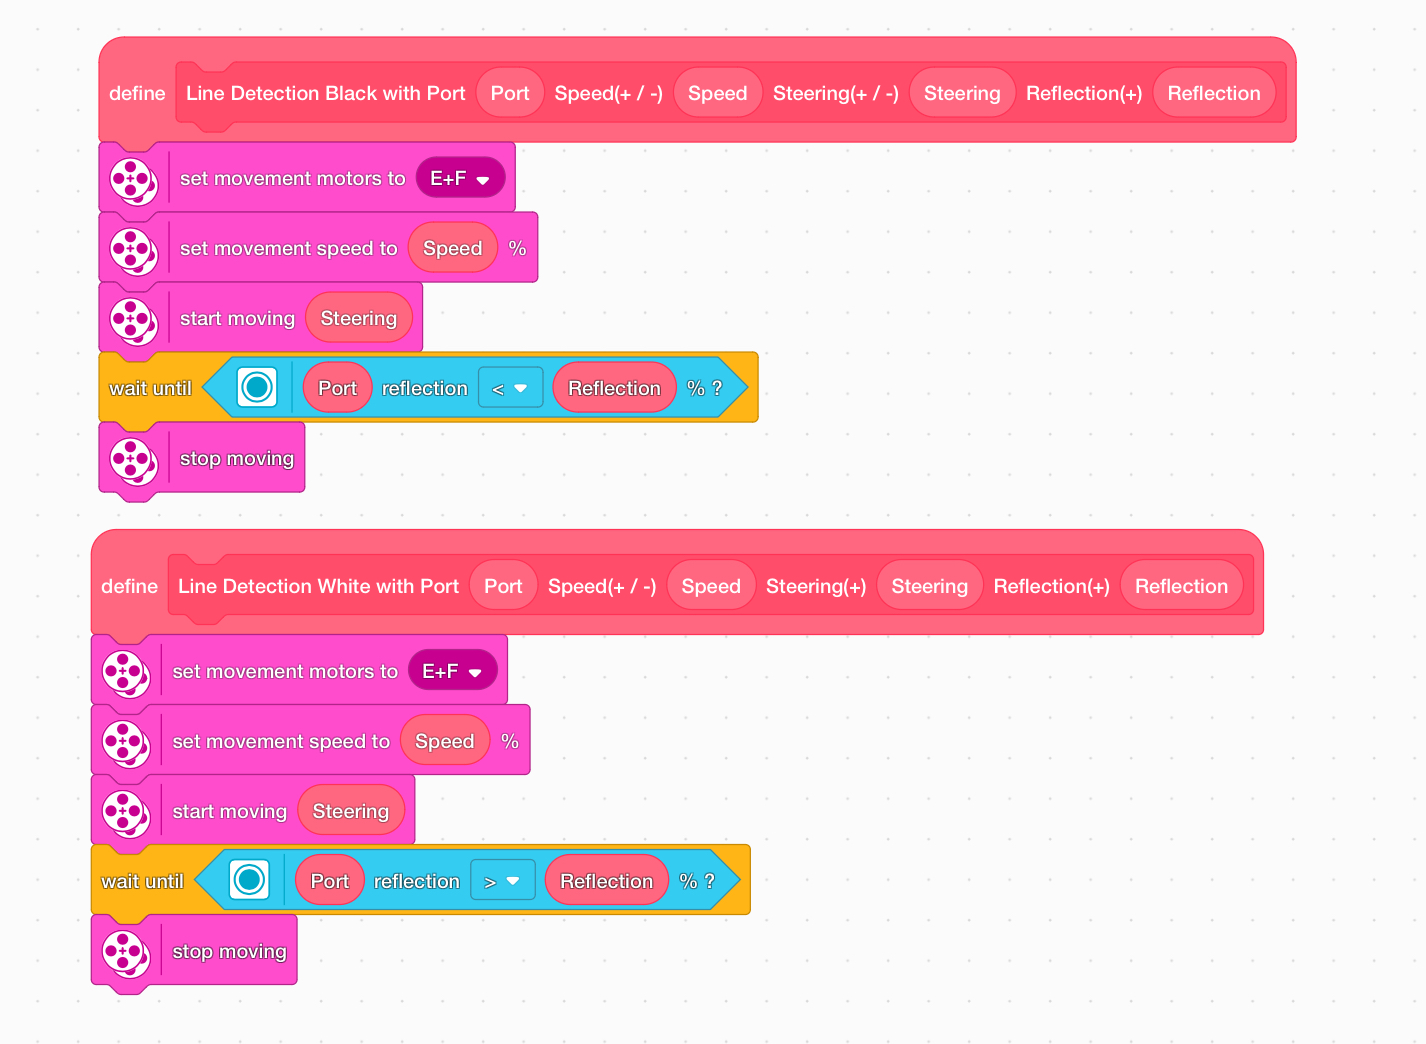 define Line Detection Black with Port Port Speed(+ / -) Speed Steering(+ / -) Steering Reflection(+) Reflection
set movement motors to E+F
set movement speed to Speed %
start moving Steering
wait until Port reflection < Reflection % ?
stop moving
define Line Detection White with Port Port Speed(+ / -) Speed Steering(+) Steering Reflection(+) Reflection
set movement motors to E+F
set movement speed to Speed %
start moving Steering
wait until Port reflection > Reflection % ?
stop moving